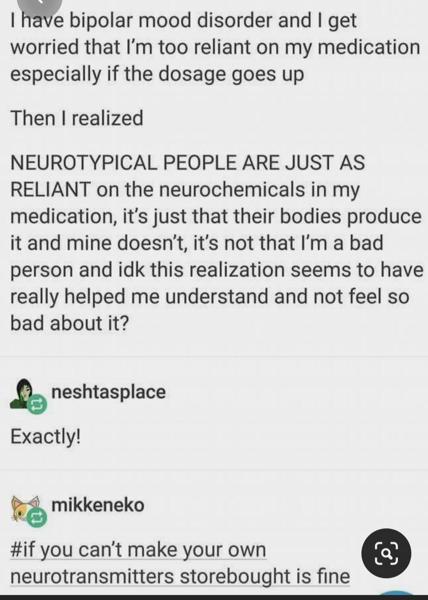 I have bipolar mood disorder and I get
worried that I'm too reliant on my medication
especially if the dosage goes up
Then I realized
NEUROTYPICAL PEOPLE ARE JUST AS
RELIANT on the neurochemicals in my
medication, it's just that their bodies produce
it and mine doesn't, it's not that I'm a bad
person and idk this realization seems to have
really helped me understand and not feel so
bad about it?
neshtasplace
Exactly!
mikkeneko
#if you can't make your own
neurotransmitters storebought is fine